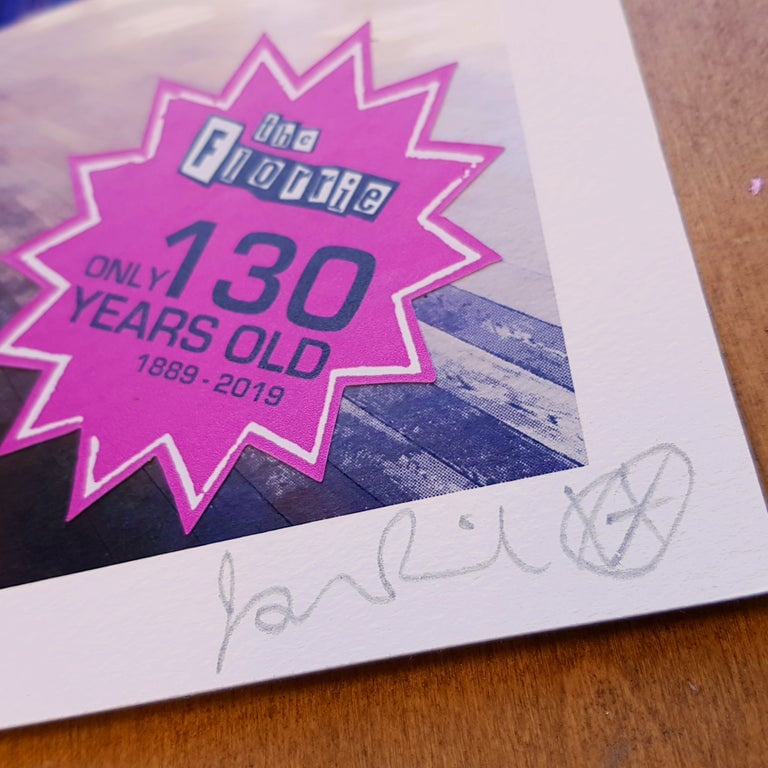 the
Florrie
ONLY 130
YEARS OLD
1889 - 2019